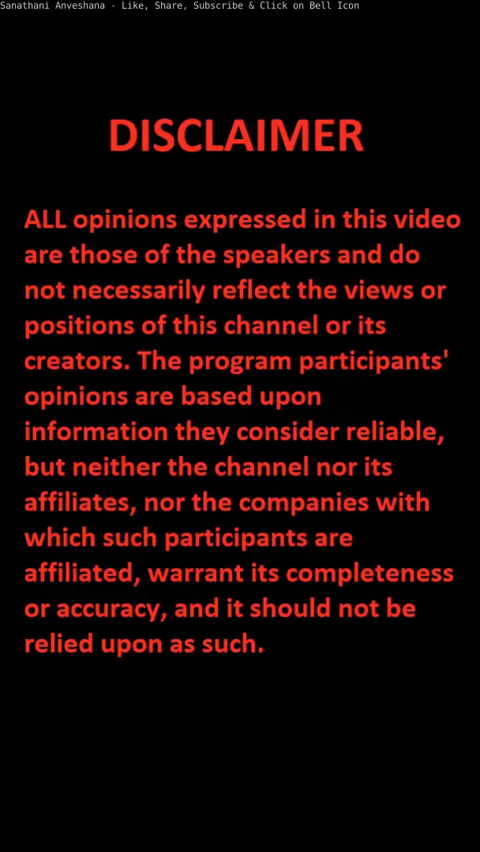 Sanathani Anveshana - Like, Share, Subscribe & Click on Bell Icon
DISCLAIMER
ALL opinions expressed in this video
are those of the speakers and do
not necessarily reflect the views or
positions of this channel or its
creators. The program participants'
opinions are based upon
information they consider reliable,
but neither the channel nor its
affiliates, nor the companies with
which such participants are
affiliated, warrant its completeness
or accuracy, and it should not be
relied upon as such.